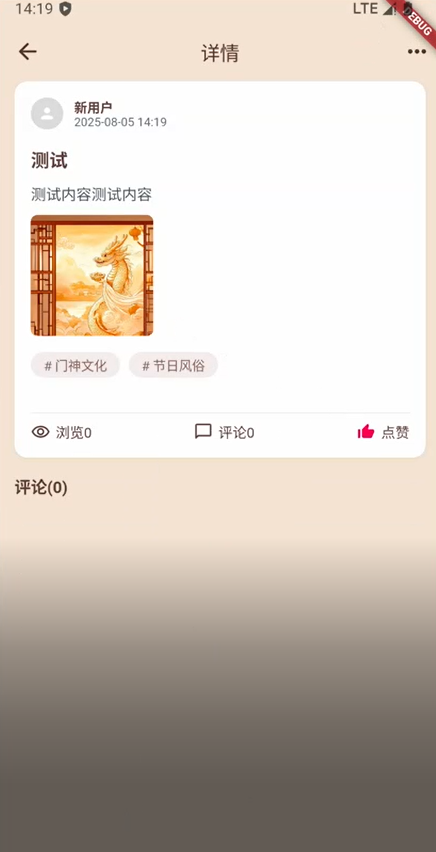 14:19
LTE
DEBUG
详情
新用户
2025-08-05 14:19
测试
测试内容测试内容
# 门神文化 # 节日风俗
浏览0 评论0 点赞
评论(0)